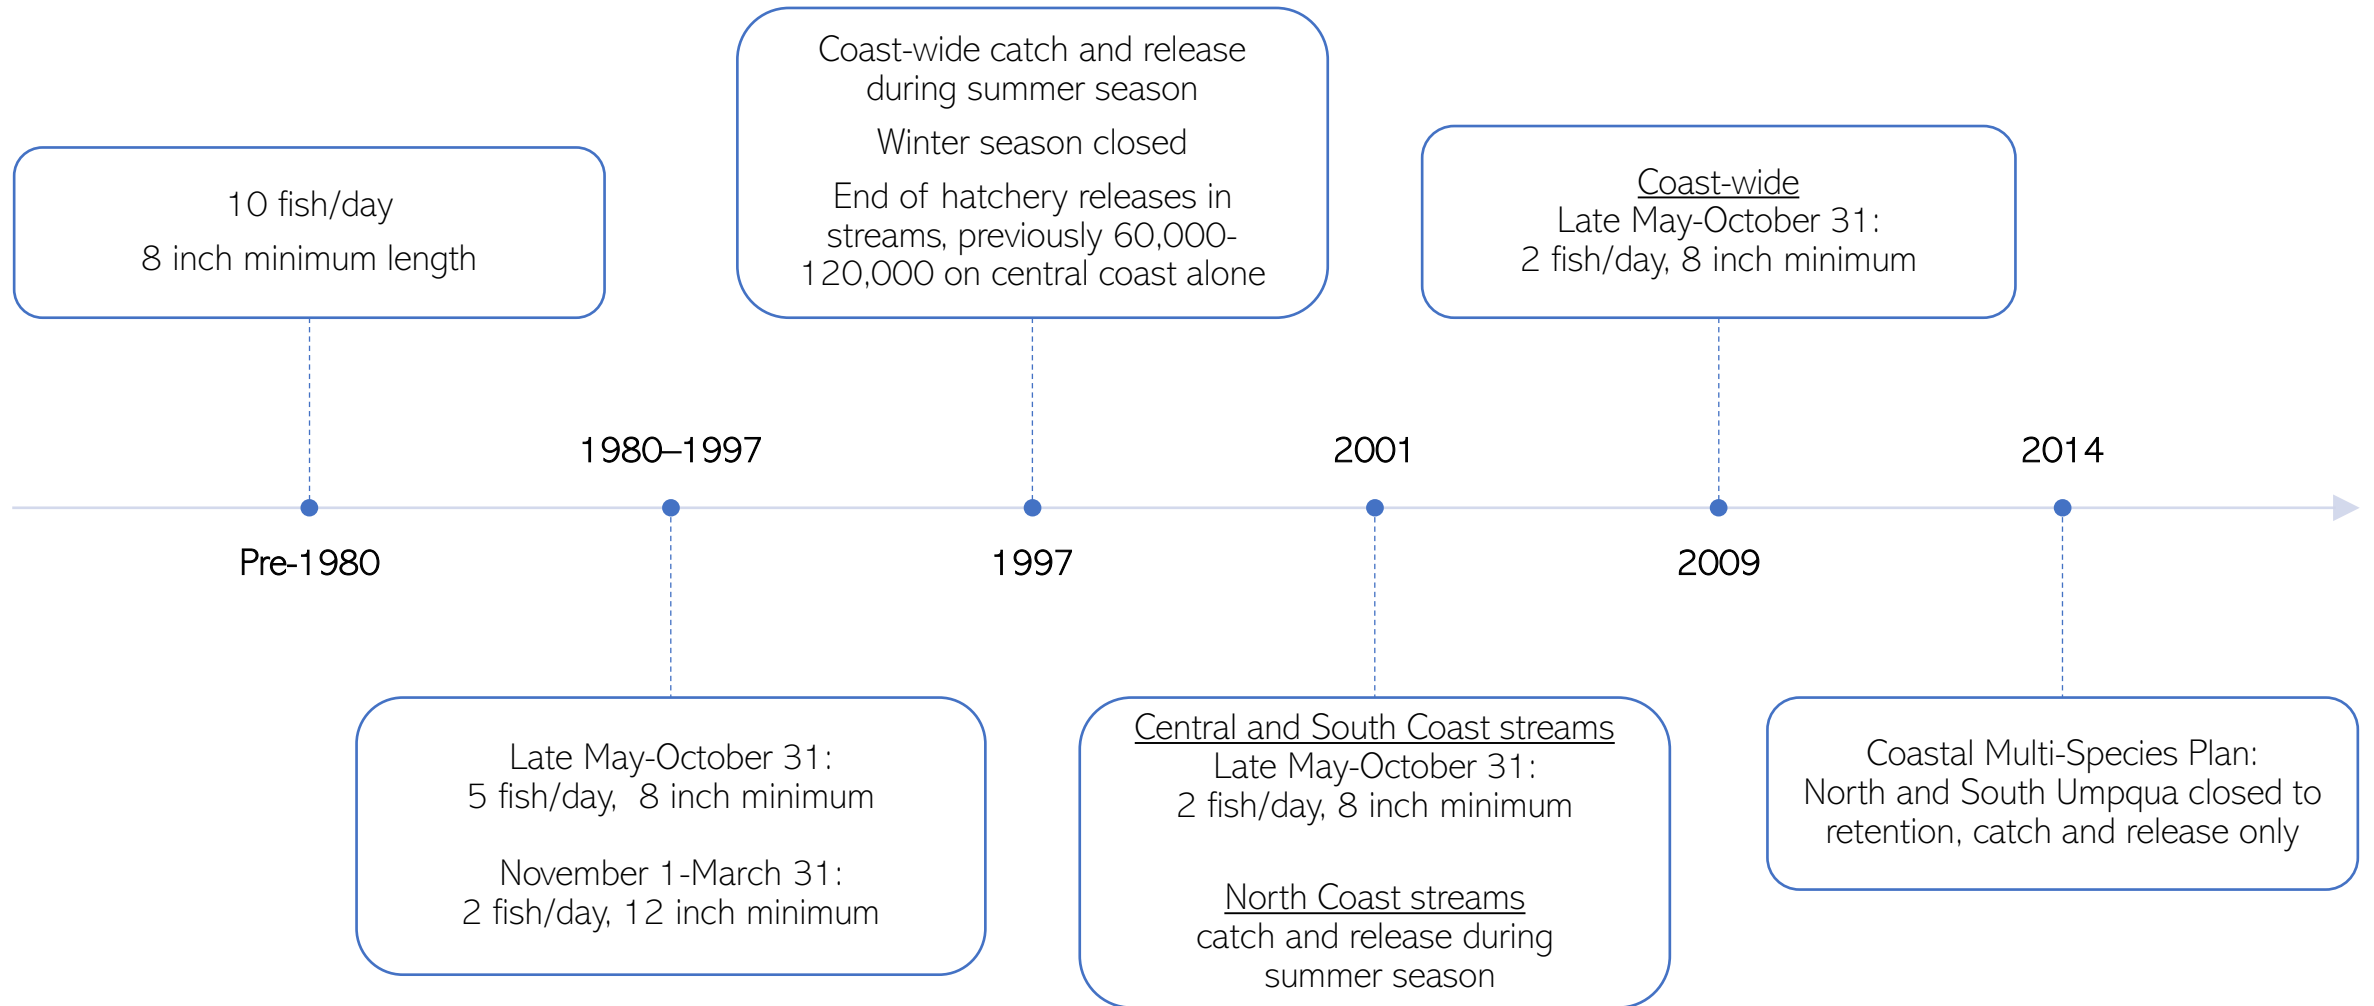 10 fish/day
8 inch minimum length
Pre-1980
1980–1997
Late May-October 31:
5 fish/day,  8 inch minimum
November 1-March 31:
2 fish/day, 12 inch minimum
Coast-wide catch and release
during summer season
Winter season closed
End of hatchery releases in
streams, previously 60,000-
120,000 on central coast alone
1997
2001
Central and South Coast streams
Late May-October 31:
2 fish/day, 8 inch minimum
North Coast streams
catch and release during
summer season
Coast-wide
Late May-October 31:
2 fish/day, 8 inch minimum
2009
2014
Coastal Multi-Species Plan:
North and South Umpqua closed to
retention, catch and release only